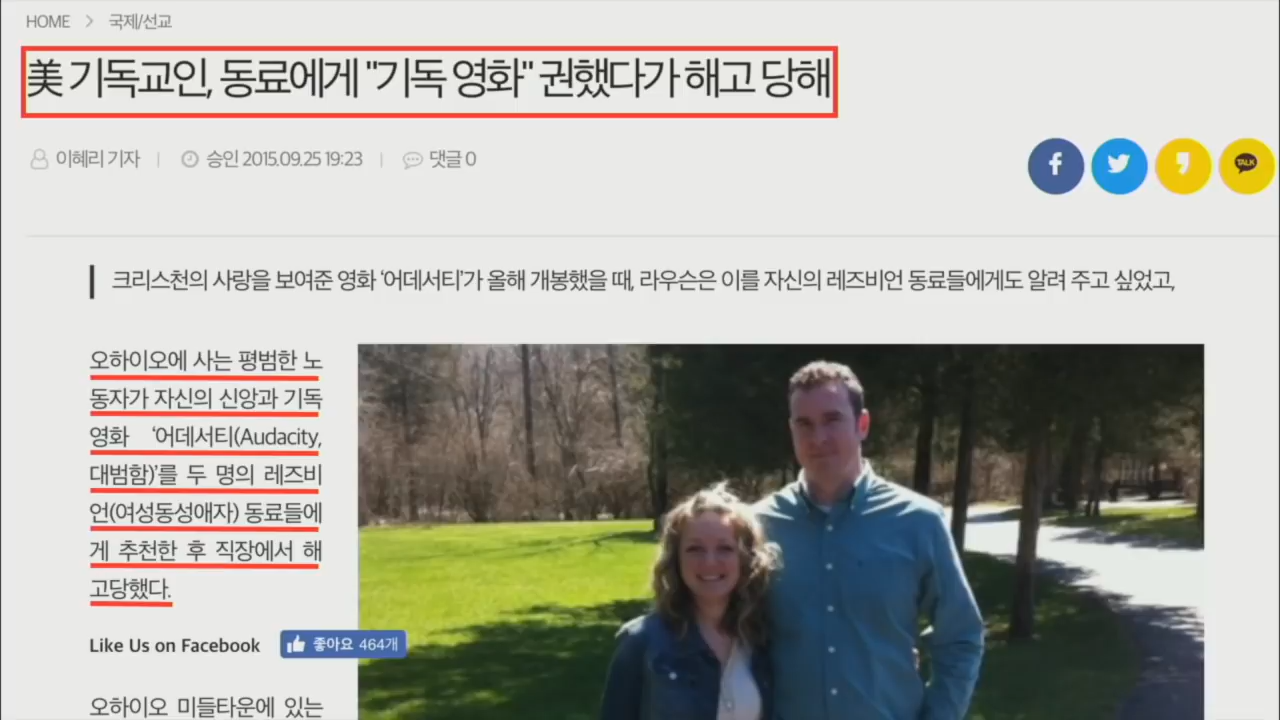 HOME > 국제/선교
美 기독교인, 동료에게 "기독 영화" 권했다가 해고 당해
이혜리 기자 | 승인 2015.09.25 19:23 | 댓글 0
TALK
크리스천의 사랑을 보여준 영화 ‘어데서티’가 올해 개봉했을 때, 라우슨은 이를 자신의 레즈비언 동료들에게도 알려 주고 싶었고,
오하이오에 사는 평범한 노
동자가 자신의 신앙과 기독
영화 ‘어데서티(Audacity,
대범함)’를 두 명의 레즈비
언(여성동성애자) 동료들에
게 추천한 후 직장에서 해
고당했다.
Like Us on Facebook 좋아요 464개
오하이오 미들타운에 있는